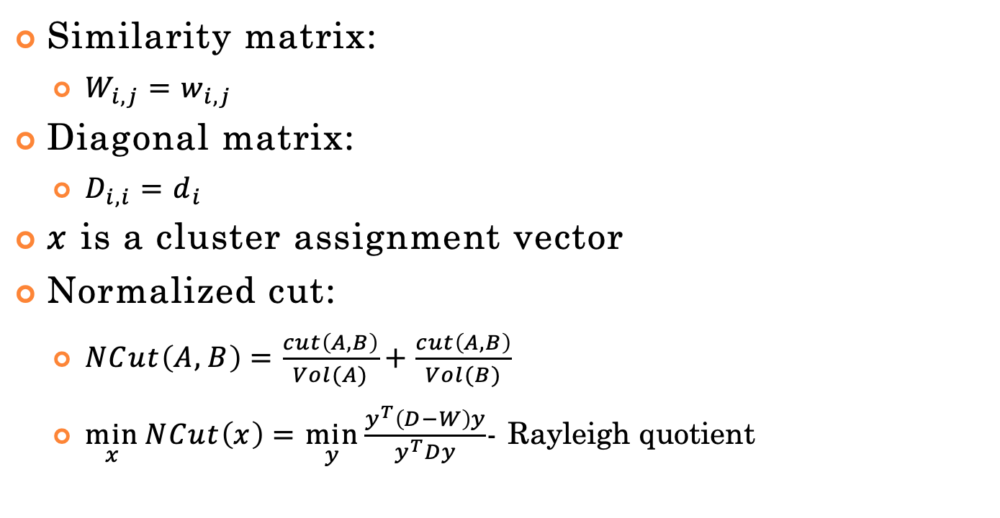 Similarity matrix:
W_{i,j} = w_{i,j}
Diagonal matrix:
D_{i,i} = d_i
x is a cluster assignment vector
Normalized cut:
NCut(A, B) = \frac{cut(A,B)}{Vol(A)} + \frac{cut(A,B)}{Vol(B)}
\min_x NCut(x) = \min_y \frac{y^T(D−W)y}{y^T Dy}- Rayleigh quotient